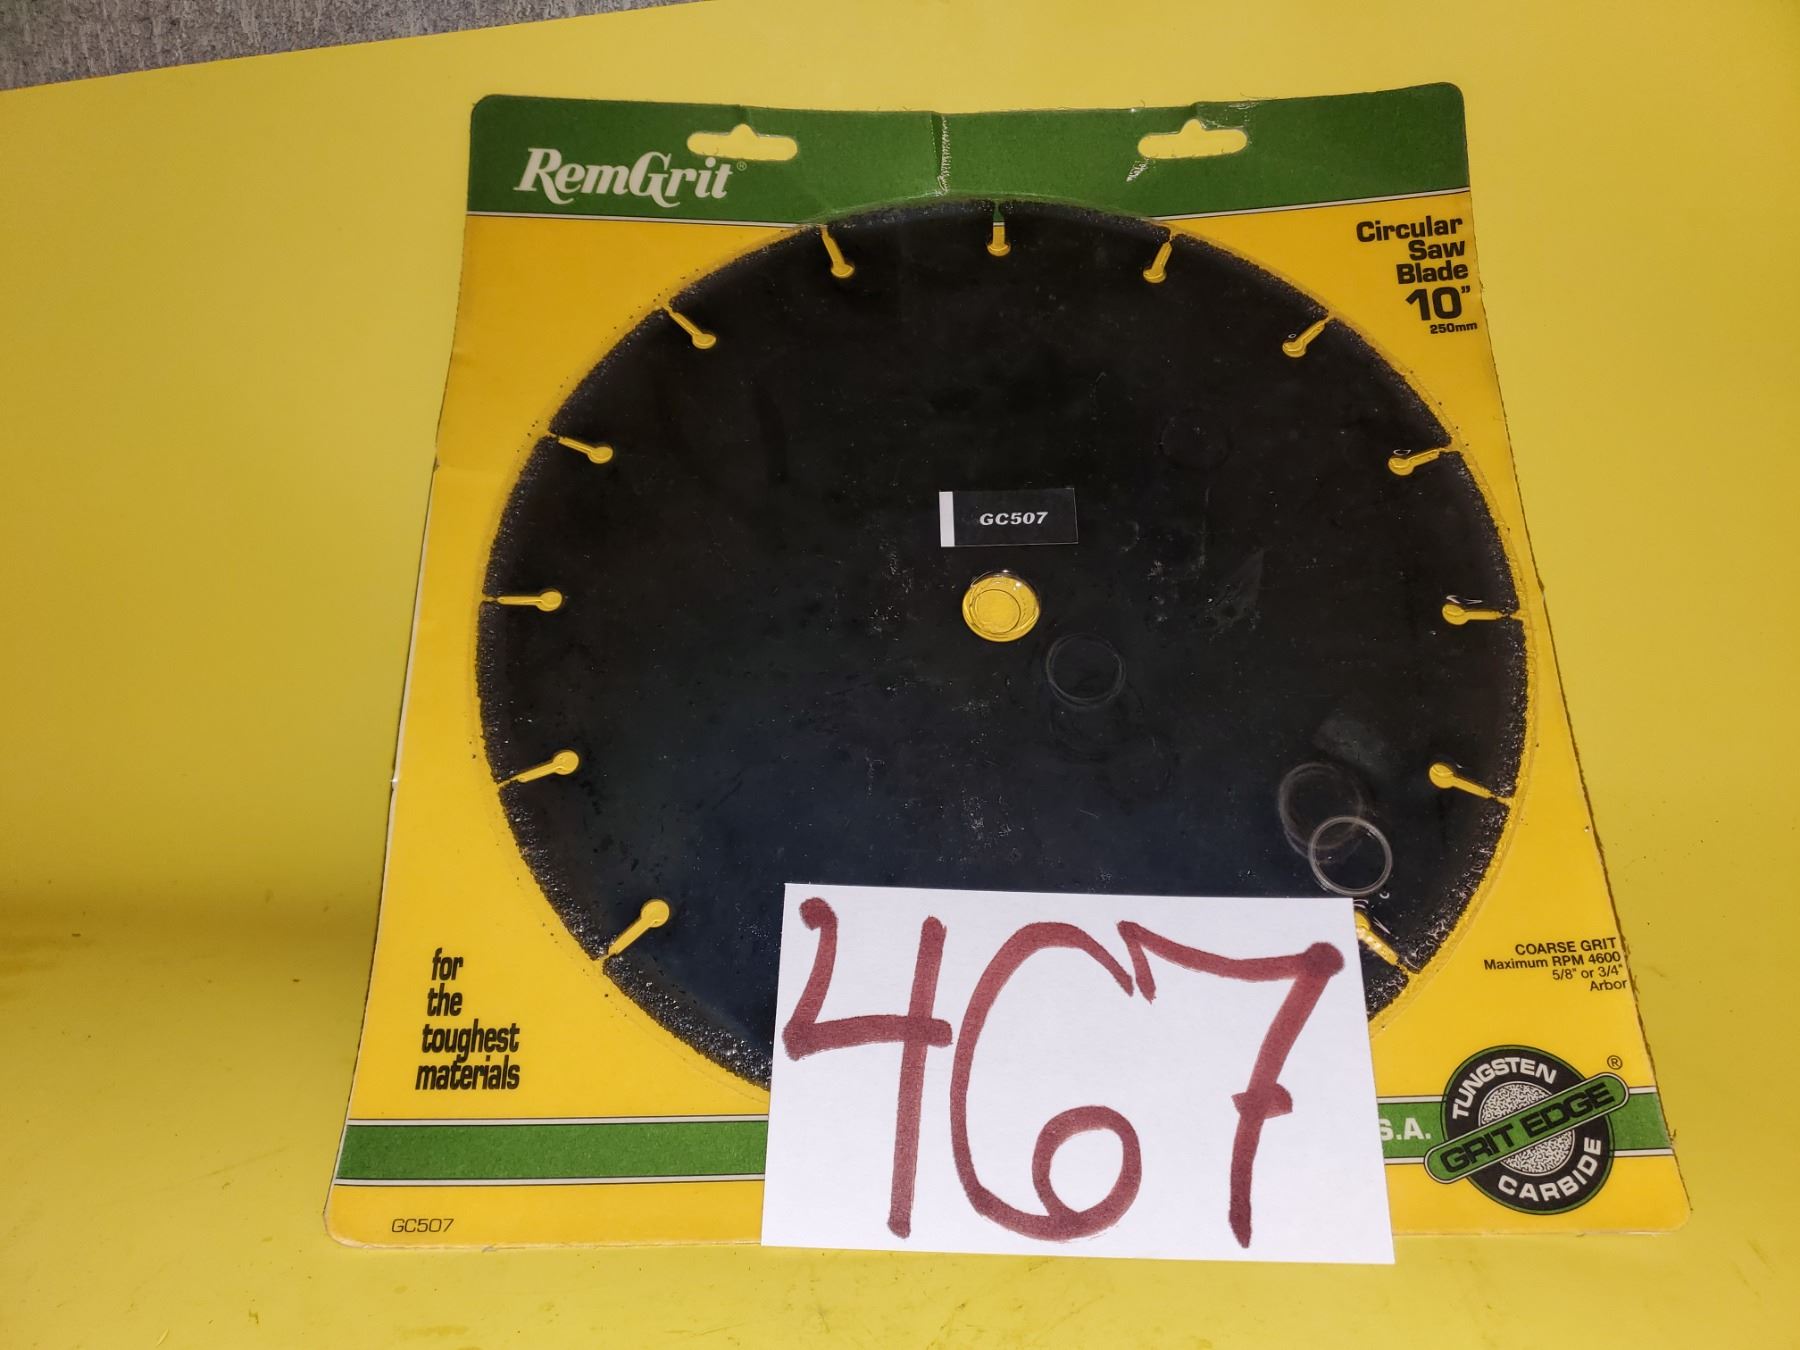 RemGrit®
Circular
Saw
Blade
10"
250mm
GC507
for
the
toughest
materials
COARSE GRIT
Maximum RPM 4600
5/8" or 3/4"
Arbor
467
S.A.
TUNGSTEN ®
GRIT EDGE
CARBIDE
GC507